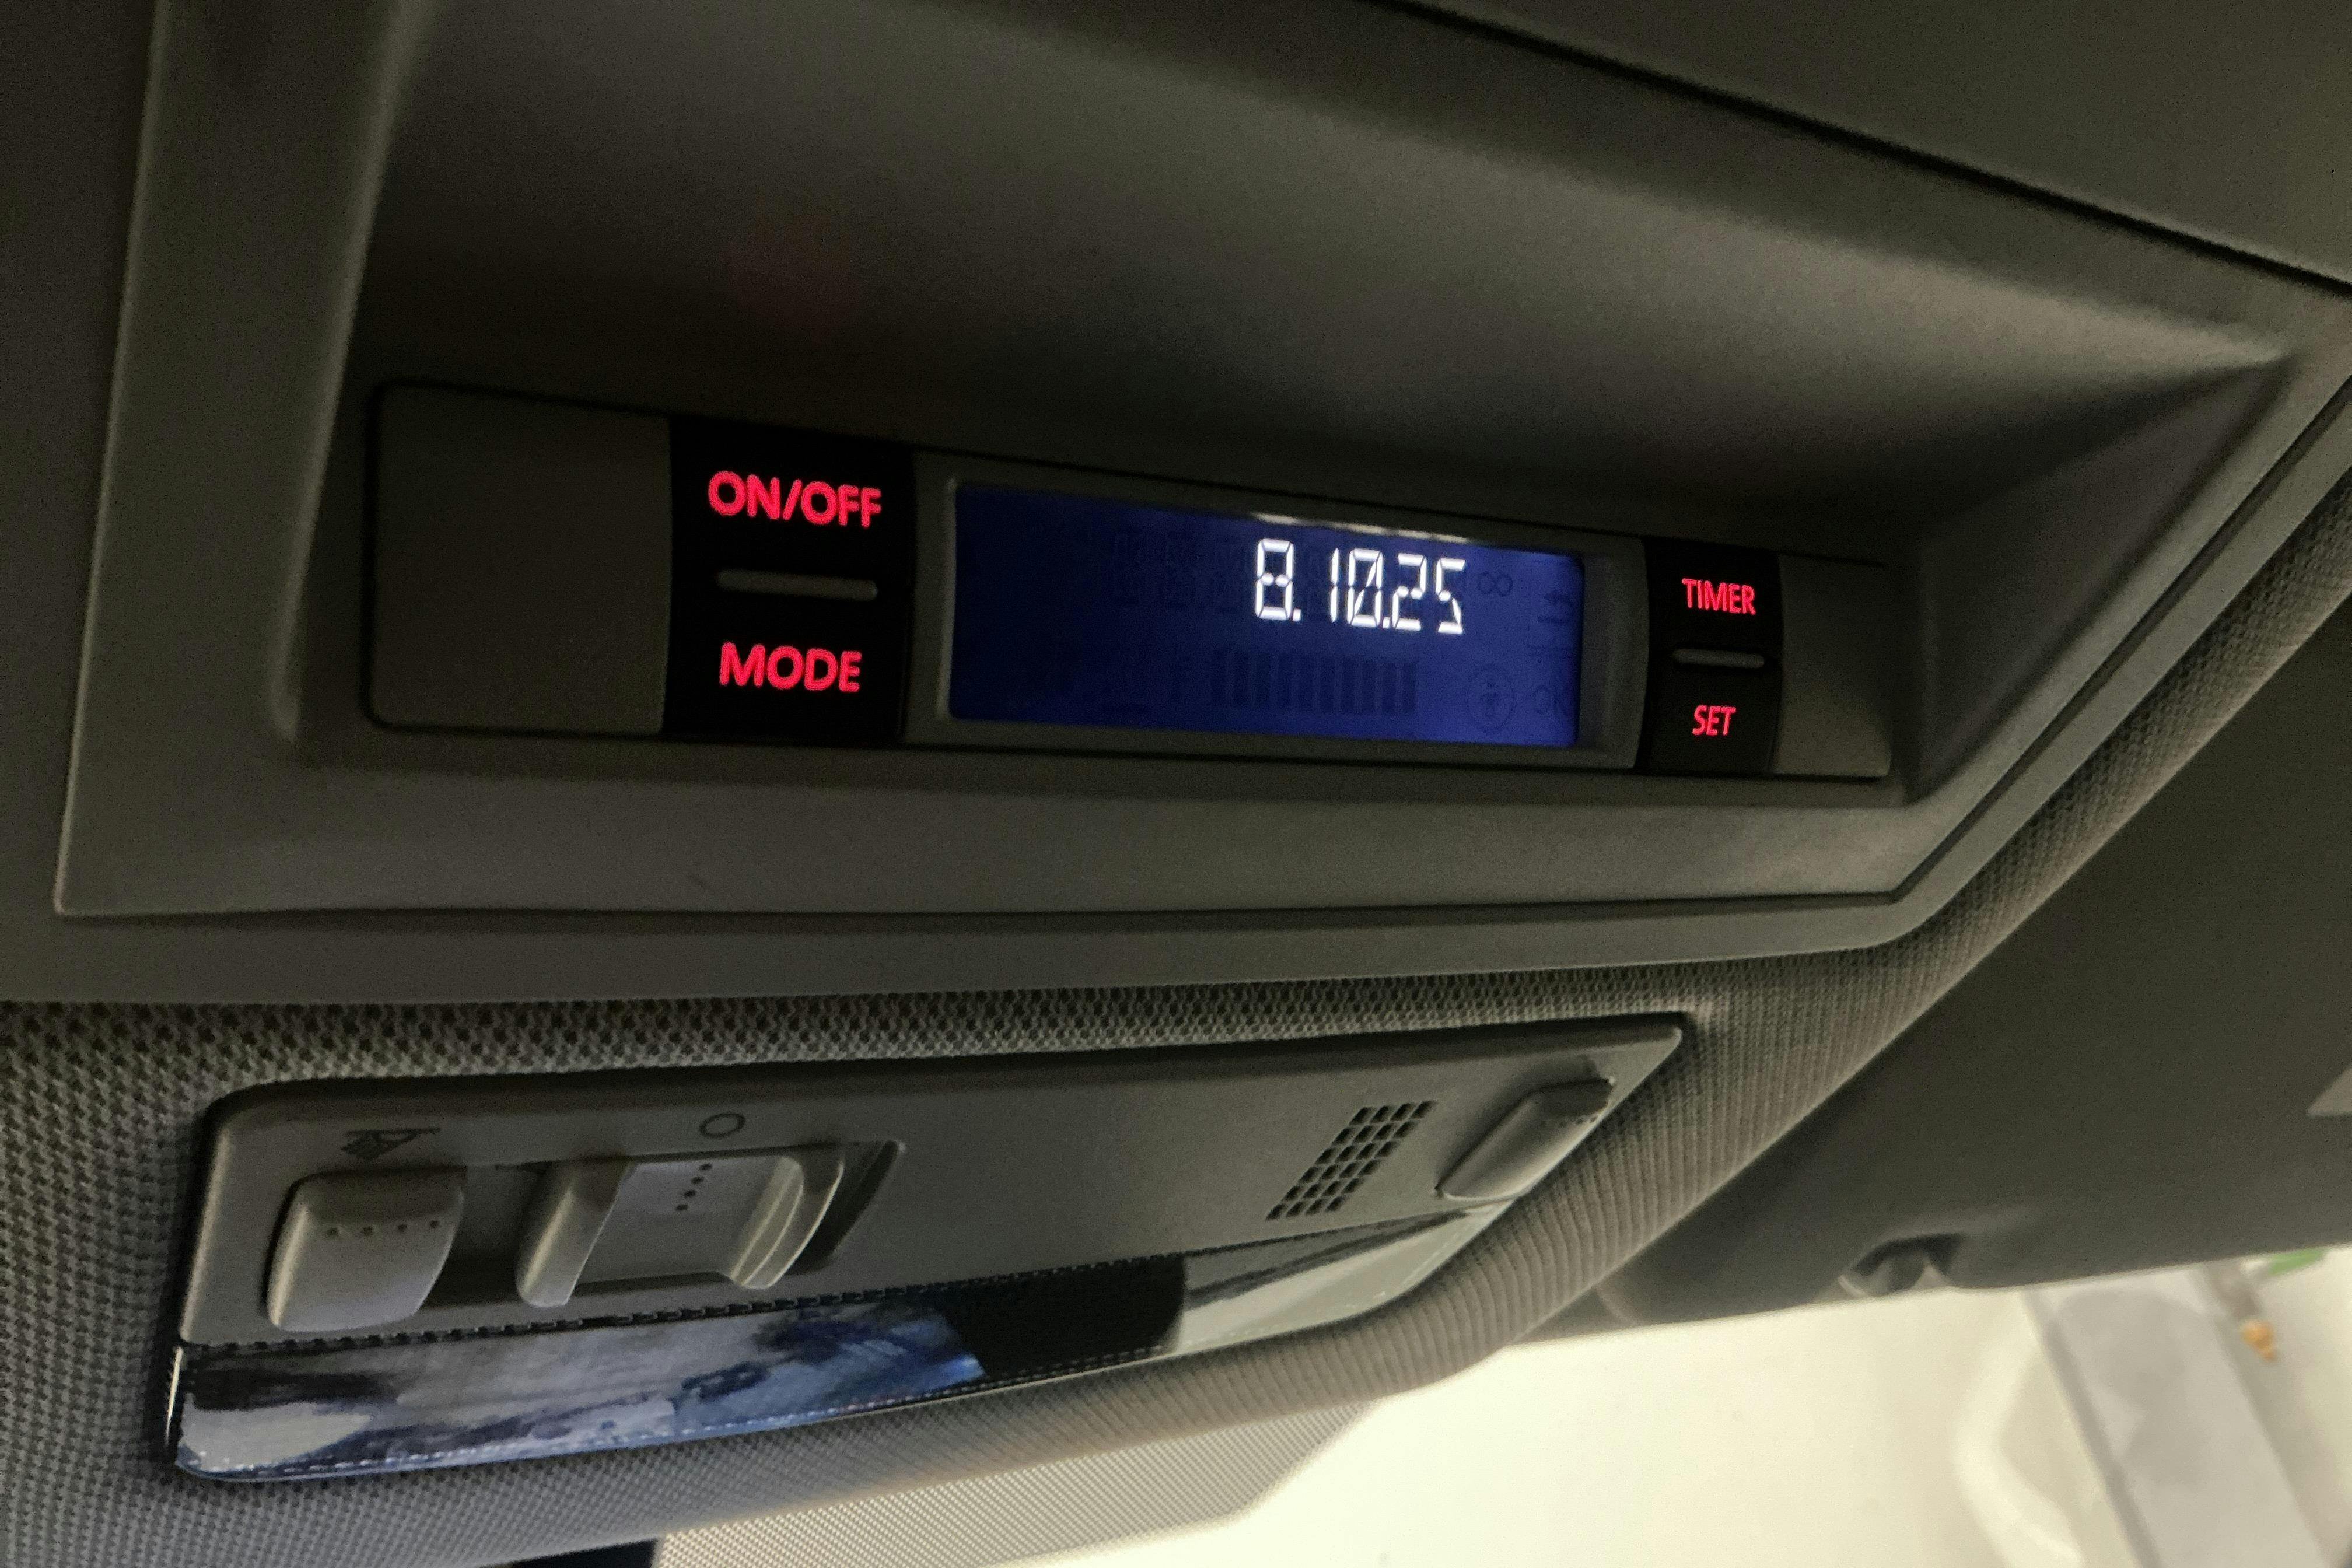 ON/OFF
MODE
8.10.25
TIMER
SET